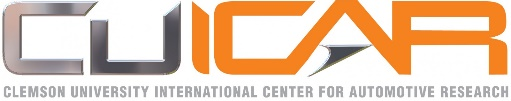 CUICAR
CLEMSON UNIVERSITY INTERNATIONAL CENTER FOR AUTOMOTIVE RESEARCH